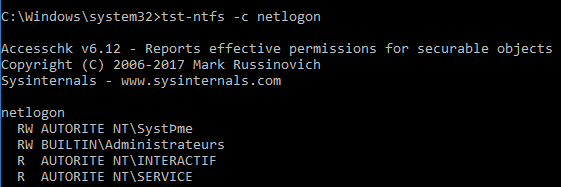 C:\Windows\system32>tst-ntfs -c netlogon
Accesschk v6.12 - Reports effective permissions for securable objects
Copyright (C) 2006-2017 Mark Russinovich
Sysinternals - www.sysinternals.com
netlogon
RW AUTORITE NT\SystÞme
RW BUILTIN\Administrateurs
R  AUTORITE NT\INTERACTIF
R  AUTORITE NT\SERVICE